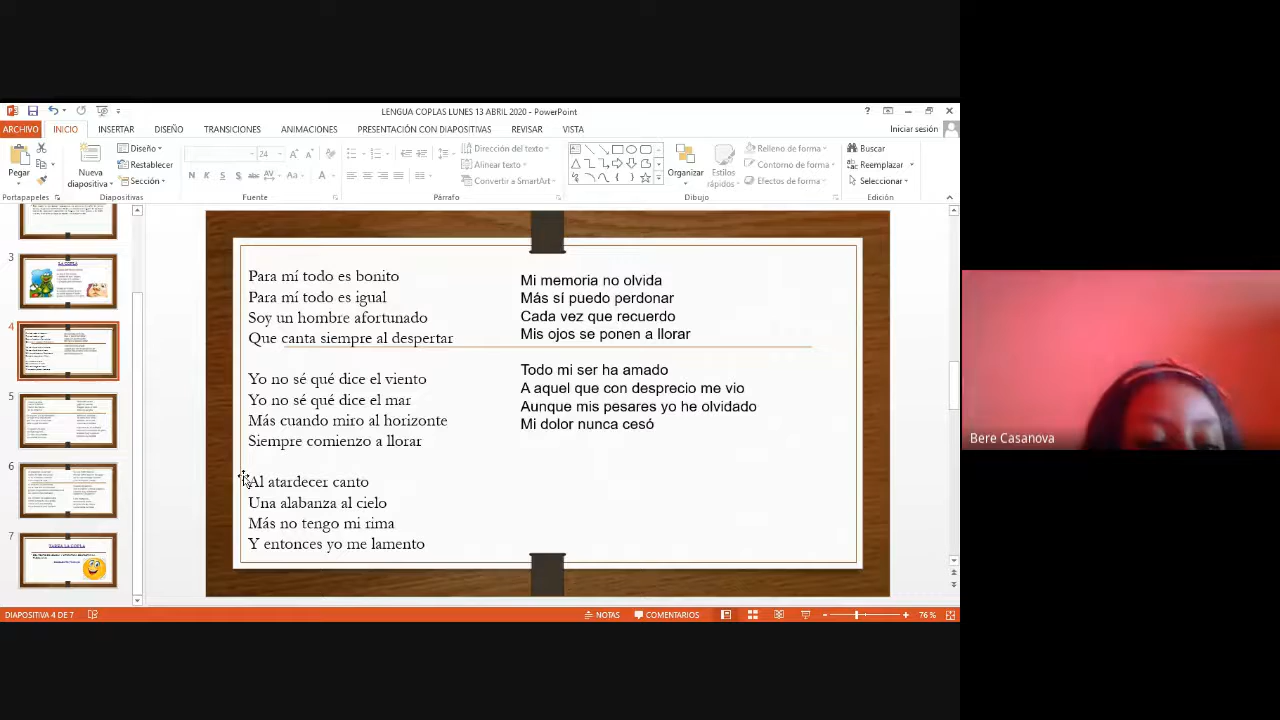 LENGUA COPLAS LUNES 13 ABRIL 2020 - PowerPoint
ARCHIVO INICIO INSERTAR DISEÑO TRANSICIONES ANIMACIONES PRESENTACIÓN CON DIAPOSITIVAS REVISAR VISTA Iniciar sesión
Pegar
Nueva diapositiva
Diseño
Restablecer
Sección
24
Dirección del texto
Alinear texto
Convertir a SmartArt
Organizar
Estilos rápidos
Relleno de forma
Contorno de forma
Efectos de forma
Buscar
Reemplazar
Seleccionar
Portapapeles Diapositivas Fuente Párrafo Dibujo Edición
3
4
5
6
7
Para mí todo es bonito
Para mí todo es igual
Soy un hombre afortunado
Que canta siempre al despertar
Yo no sé qué dice el viento
Yo no sé qué dice el mar
Más cuando miro al horizonte
Siempre comienzo a llorar
Al atardecer canto
Una alabanza al cielo
Más no tengo mi rima
Y entonces yo me lamento
Mi memoria no olvida
Más sí puedo perdonar
Cada vez que recuerdo
Mis ojos se ponen a llorar
Todo mi ser ha amado
A aquel que con desprecio me vio
Aunque mis pesares yo he olvidado
Mi dolor nunca cesó
Bere Casanova
DIAPOSITIVA 4 DE 7 NOTAS COMENTARIOS 76 %